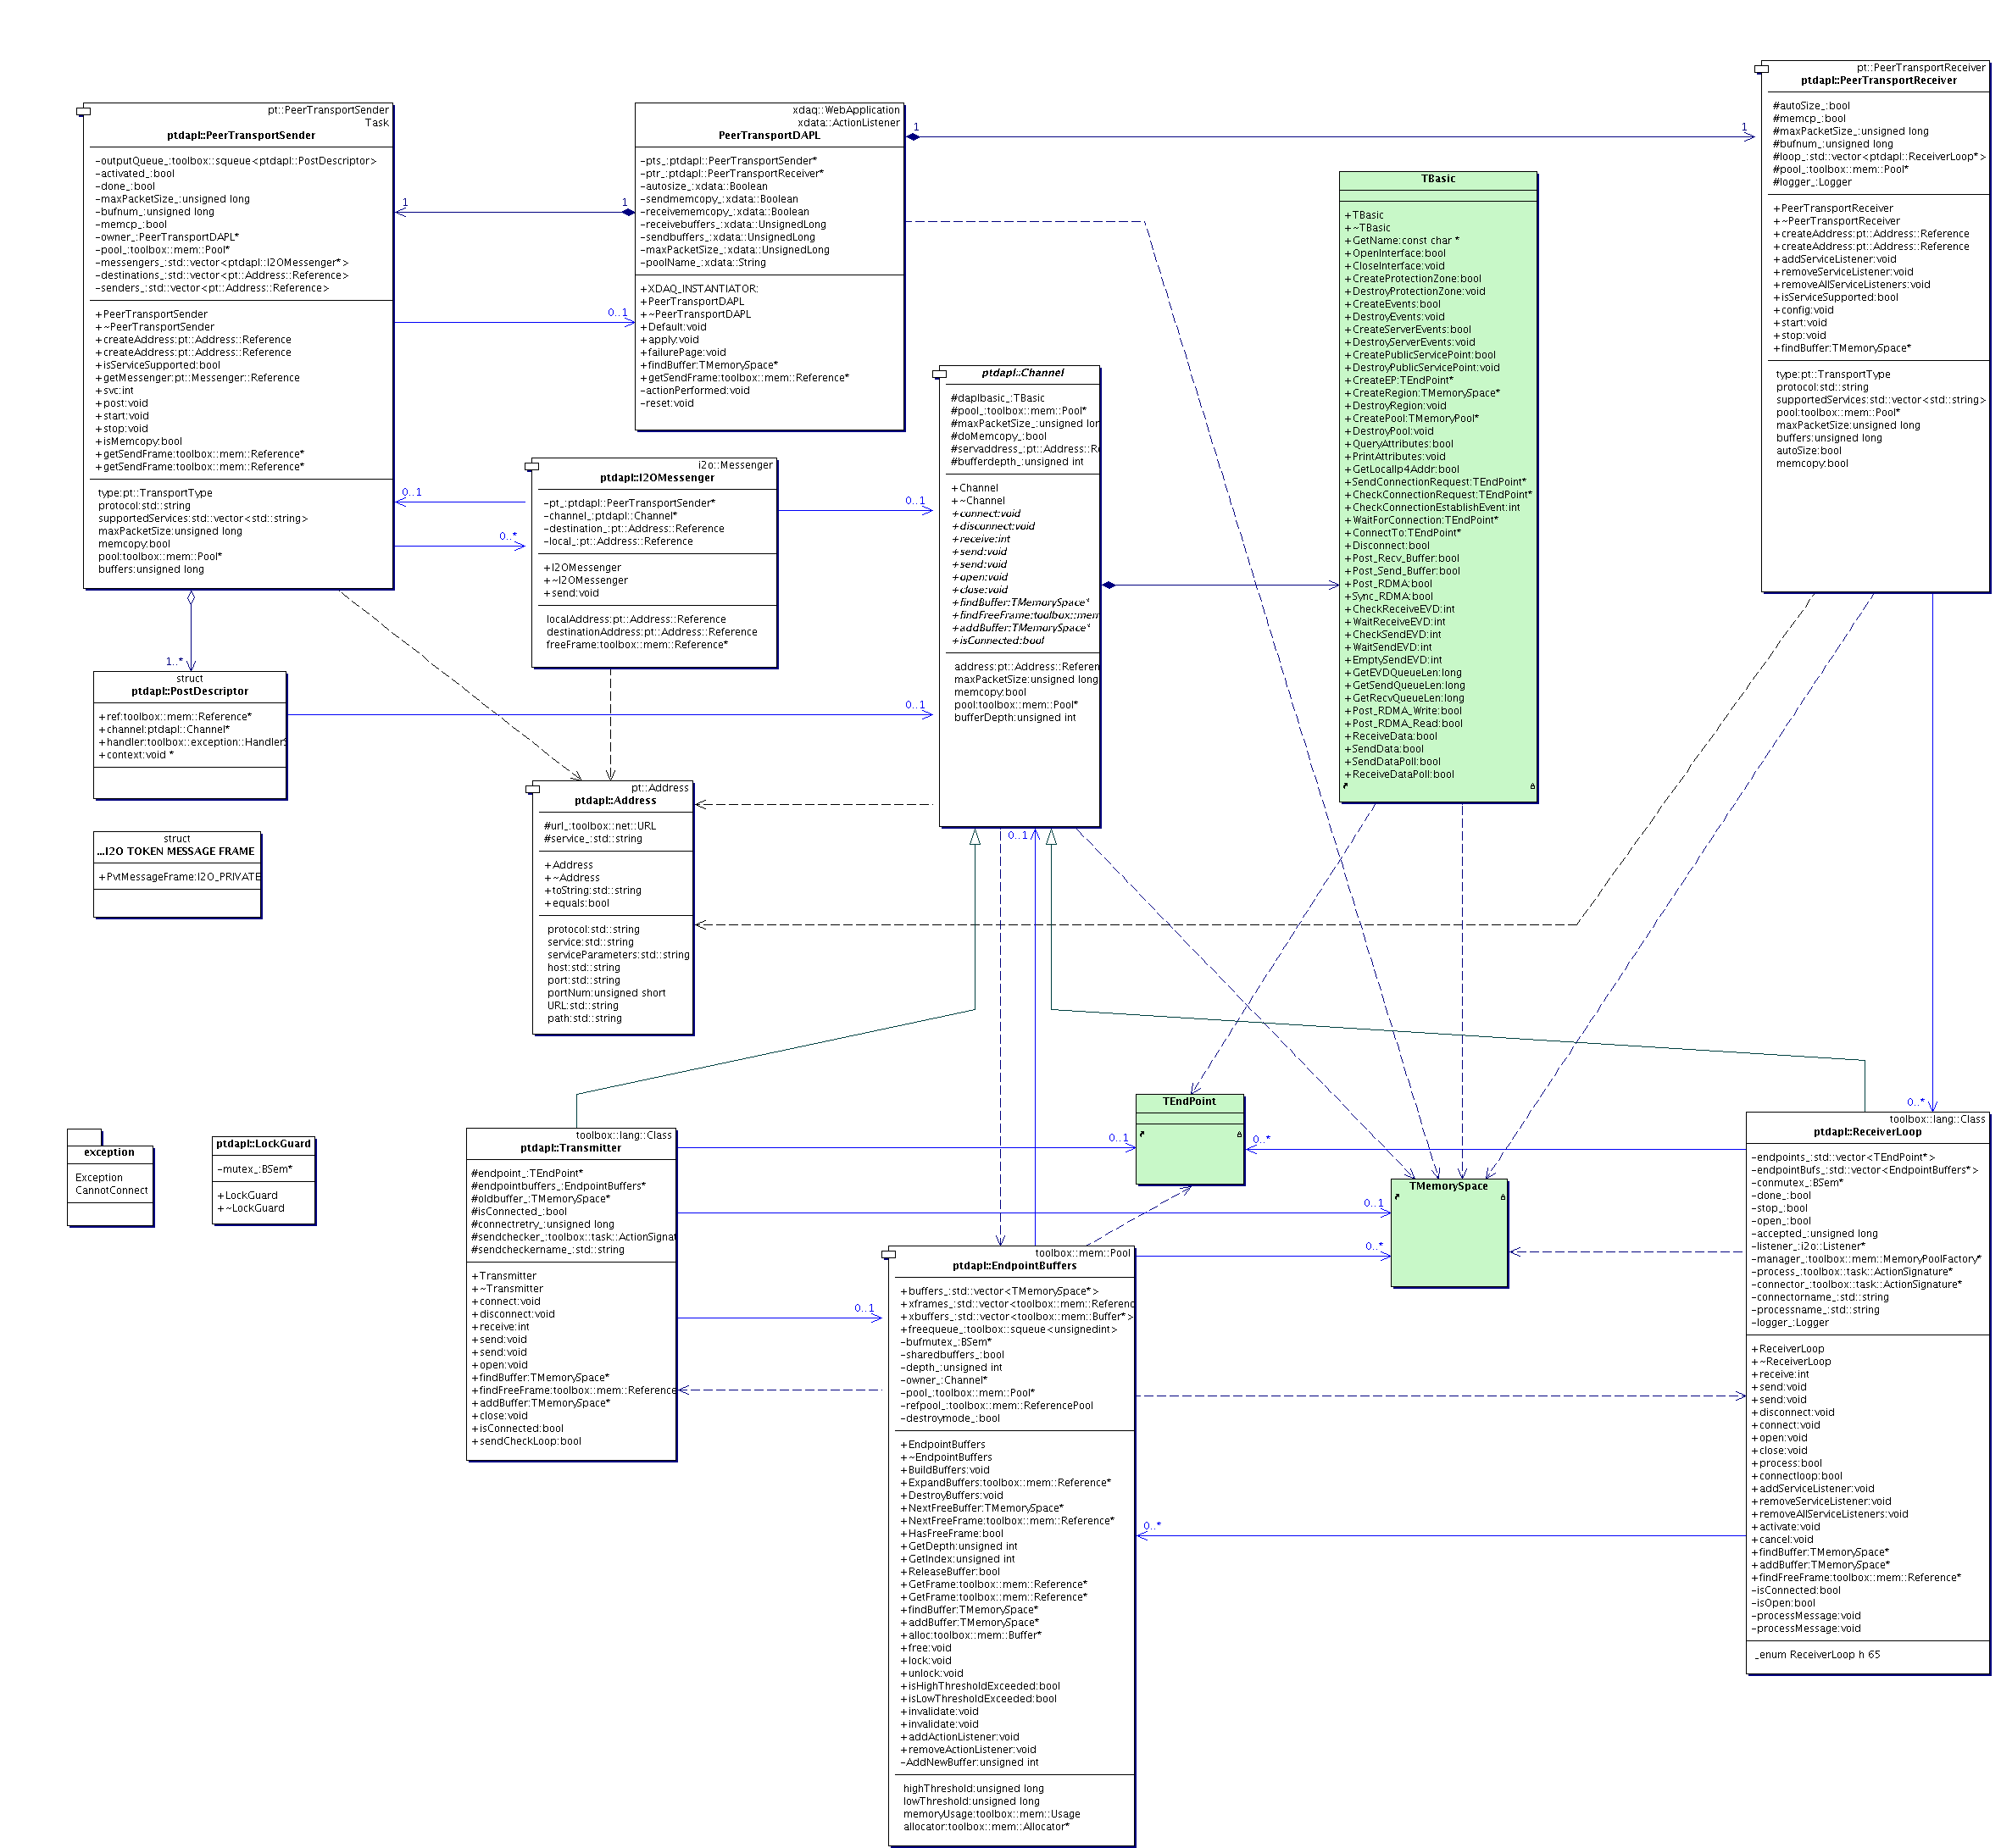 pt::PeerTransportSender
Task
ptdapl::PeerTransportSender
-outputQueue_:toolbox::squeue<ptdapl::PostDescriptor>
-activated_:bool
-done_:bool
-maxPacketSize_:unsigned long
-bufnum_:unsigned long
-memcp_:bool
-owner_:PeerTransportDAPL*
-pool_:toolbox::mem::Pool*
-messengers_:std::vector<ptdapl::I2OMessenger*>
-destinations_:std::vector<pt::Address::Reference>
-senders_:std::vector<pt::Address::Reference>
+PeerTransportSender
+~PeerTransportSender
+createAddress:pt::Address::Reference
+createAddress:pt::Address::Reference
+isServiceSupported:bool
+getMessenger:pt::Messenger::Reference
+svc:int
+post:void
+start:void
+stop:void
+isMemcopy:bool
+getSendFrame:toolbox::mem::Reference*
+getSendFrame:toolbox::mem::Reference*
type:pt::TransportType
protocol:std::string
supportedServices:std::vector<std::string>
maxPacketSize:unsigned long
memcopy:bool
pool:toolbox::mem::Pool*
buffers:unsigned long
xdaq::WebApplication
xdata::ActionListener
PeerTransportDAPL
-pts_:ptdapl::PeerTransportSender*
-ptr_:ptdapl::PeerTransportReceiver*
-autosize_:xdata::Boolean
-sendmemcopy_:xdata::Boolean
-receivememcopy_:xdata::Boolean
-receivebuffers_:xdata::UnsignedLong
-sendbuffers_:xdata::UnsignedLong
-maxPacketSize_:xdata::UnsignedLong
-poolName_:xdata::String
+XDAQ_INSTANTIATOR:
+PeerTransportDAPL
+~PeerTransportDAPL
+Default:void
+apply:void
+failurePage:void
+findBuffer:TMemorySpace*
+getSendFrame:toolbox::mem::Reference*
-actionPerformed:void
-reset:void
1
1
1
1
0..1
pt::PeerTransportReceiver
ptdapl::PeerTransportReceiver
#autoSize_:bool
#memcp_:bool
#maxPacketSize_:unsigned long
#bufnum_:unsigned long
#loop_:std::vector<ptdapl::ReceiverLoop*>
#pool_:toolbox::mem::Pool*
#logger_:Logger
+PeerTransportReceiver
+~PeerTransportReceiver
+createAddress:pt::Address::Reference
+createAddress:pt::Address::Reference
+addServiceListener:void
+removeServiceListener:void
+removeAllServiceListeners:void
+isServiceSupported:bool
+config:void
+start:void
+stop:void
+findBuffer:TMemorySpace*
type:pt::TransportType
protocol:std::string
supportedServices:std::vector<std::string>
pool:toolbox::mem::Pool*
maxPacketSize:unsigned long
buffers:unsigned long
autoSize:bool
memcopy:bool
TBasic
+TBasic
+~TBasic
+GetName:const char *
+OpenInterface:bool
+CloseInterface:void
+CreateProtectionZone:bool
+DestroyProtectionZone:void
+CreateEvents:bool
+DestroyEvents:void
+CreateServerEvents:bool
+DestroyServerEvents:void
+CreatePublicServicePoint:bool
+DestroyPublicServicePoint:void
+CreateEP:TEndPoint*
+CreateRegion:TMemorySpace*
+DestroyRegion:void
+CreatePool:TMemoryPool*
+DestroyPool:void
+QueryAttributes:bool
+PrintAttributes:void
+GetLocalIp4Addr:bool
+SendConnectionRequest:TEndPoint*
+CheckConnectionRequest:TEndPoint*
+CheckConnectionEstablishEvent:int
+WaitForConnection:TEndPoint*
+ConnectTo:TEndPoint*
+Disconnect:bool
+Post_Recv_Buffer:bool
+Post_Send_Buffer:bool
+Post_RDMA:bool
+Sync_RDMA:bool
+CheckReceiveEVD:int
+WaitReceiveEVD:int
+CheckSendEVD:int
+WaitSendEVD:int
+EmptySendEVD:int
+GetEVDQueueLen:long
+GetSendQueueLen:long
+GetRecvQueueLen:long
+Post_RDMA_Write:bool
+Post_RDMA_Read:bool
+ReceiveData:bool
+SendData:bool
+SendDataPoll:bool
+ReceiveDataPoll:bool
ptdapl::Channel
#daplbasic_:TBasic
#pool_:toolbox::mem::Pool*
#maxPacketSize_:unsigned lon
#doMemcopy_:bool
#servaddress_:pt::Address::Re
#bufferdepth_:unsigned int
+Channel
+~Channel
+connect:void
+disconnect:void
+receive:int
+send:void
+send:void
+open:void
+close:void
+findBuffer:TMemorySpace*
+findFreeFrame:toolbox::mem
+addBuffer:TMemorySpace*
+isConnected:bool
address:pt::Address::Referen
maxPacketSize:unsigned long
memcopy:bool
pool:toolbox::mem::Pool*
bufferDepth:unsigned int
i2o::Messenger
ptdapl::I2OMessenger
-pt_:ptdapl::PeerTransportSender*
-channel_:ptdapl::Channel*
-destination_:pt::Address::Reference
-local_:pt::Address::Reference
+I2OMessenger
+~I2OMessenger
+send:void
localAddress:pt::Address::Reference
destinationAddress:pt::Address::Reference
freeFrame:toolbox::mem::Reference*
0..1
0..*
0..1
1..*
struct
ptdapl::PostDescriptor
+ref:toolbox::mem::Reference*
+channel:ptdapl::Channel*
+handler:toolbox::exception::HandlerS
+context:void *
0..1
struct
...I2O TOKEN MESSAGE FRAME
+PvtMessageFrame:I2O_PRIVATE
pt::Address
ptdapl::Address
#url_:toolbox::net::URL
#service_:std::string
+Address
+~Address
+toString:std::string
+equals:bool
protocol:std::string
service:std::string
serviceParameters:std::string
host:std::string
port:std::string
portNum:unsigned short
URL:std::string
path:std::string
0..1
exception
Exception
CannotConnect
ptdapl::LockGuard
-mutex_:BSem*
+LockGuard
+~LockGuard
toolbox::lang::Class
ptdapl::Transmitter
#endpoint_:TEndPoint*
#endpointbuffers_:EndpointBuffers*
#oldbuffer_:TMemorySpace*
#isConnected_:bool
#connectretry_:unsigned long
#sendchecker_:toolbox::task::ActionSignat
#sendcheckername_:std::string
+Transmitter
+~Transmitter
+connect:void
+disconnect:void
+receive:int
+send:void
+send:void
+open:void
+findBuffer:TMemorySpace*
+findFreeFrame:toolbox::mem::Reference
+addBuffer:TMemorySpace*
+close:void
+isConnected:bool
+sendCheckLoop:bool
TEndPoint
0..1
0..*
TMemorySpace
0..1
0..*
0..1
toolbox::mem::Pool
ptdapl::EndpointBuffers
+buffers_:std::vector<TMemorySpace*>
+xframes_:std::vector<toolbox::mem::Referenc
+xbuffers_:std::vector<toolbox::mem::Buffer*>
+freequeue_:toolbox::squeue<unsignedint>
-bufmutex_:BSem*
-sharedbuffers_:bool
-depth_:unsigned int
-owner_:Channel*
-pool_:toolbox::mem::Pool*
-refpool_:toolbox::mem::ReferencePool
-destroymode_:bool
+EndpointBuffers
+~EndpointBuffers
+BuildBuffers:void
+ExpandBuffers:toolbox::mem::Reference*
+DestroyBuffers:void
+NextFreeBuffer:TMemorySpace*
+NextFreeFrame:toolbox::mem::Reference*
+HasFreeFrame:bool
+GetDepth:unsigned int
+GetIndex:unsigned int
+ReleaseBuffer:bool
+GetFrame:toolbox::mem::Reference*
+GetFrame:toolbox::mem::Reference*
+findBuffer:TMemorySpace*
+addBuffer:TMemorySpace*
+alloc:toolbox::mem::Buffer*
+free:void
+lock:void
+unlock:void
+isHighThresholdExceeded:bool
+isLowThresholdExceeded:bool
+invalidate:void
+invalidate:void
+addActionListener:void
+removeActionListener:void
-AddNewBuffer:unsigned int
highThreshold:unsigned long
lowThreshold:unsigned long
memoryUsage:toolbox::mem::Usage
allocator:toolbox::mem::Allocator*
0..*
0..*
toolbox::lang::Class
ptdapl::ReceiverLoop
-endpoints_:std::vector<TEndPoint*>
-endpointBufs_:std::vector<EndpointBuffers*>
-conmutex_:BSem*
-done_:bool
-stop_:bool
-open_:bool
-accepted_:unsigned long
-listener_:i2o::Listener*
-manager_:toolbox::mem::MemoryPoolFactory*
-process_:toolbox::task::ActionSignature*
-connector_:toolbox::task::ActionSignature*
-connectorname_:std::string
-processname_:std::string
-logger_:Logger
+ReceiverLoop
+~ReceiverLoop
+receive:int
+send:void
+send:void
+disconnect:void
+connect:void
+open:void
+close:void
+process:bool
+connectloop:bool
+addServiceListener:void
+removeServiceListener:void
+removeAllServiceListeners:void
+activate:void
+cancel:void
+findBuffer:TMemorySpace*
+addBuffer:TMemorySpace*
+findFreeFrame:toolbox::mem::Reference*
-isConnected:bool
-isOpen:bool
-processMessage:void
-processMessage:void
_enum ReceiverLoop h 65